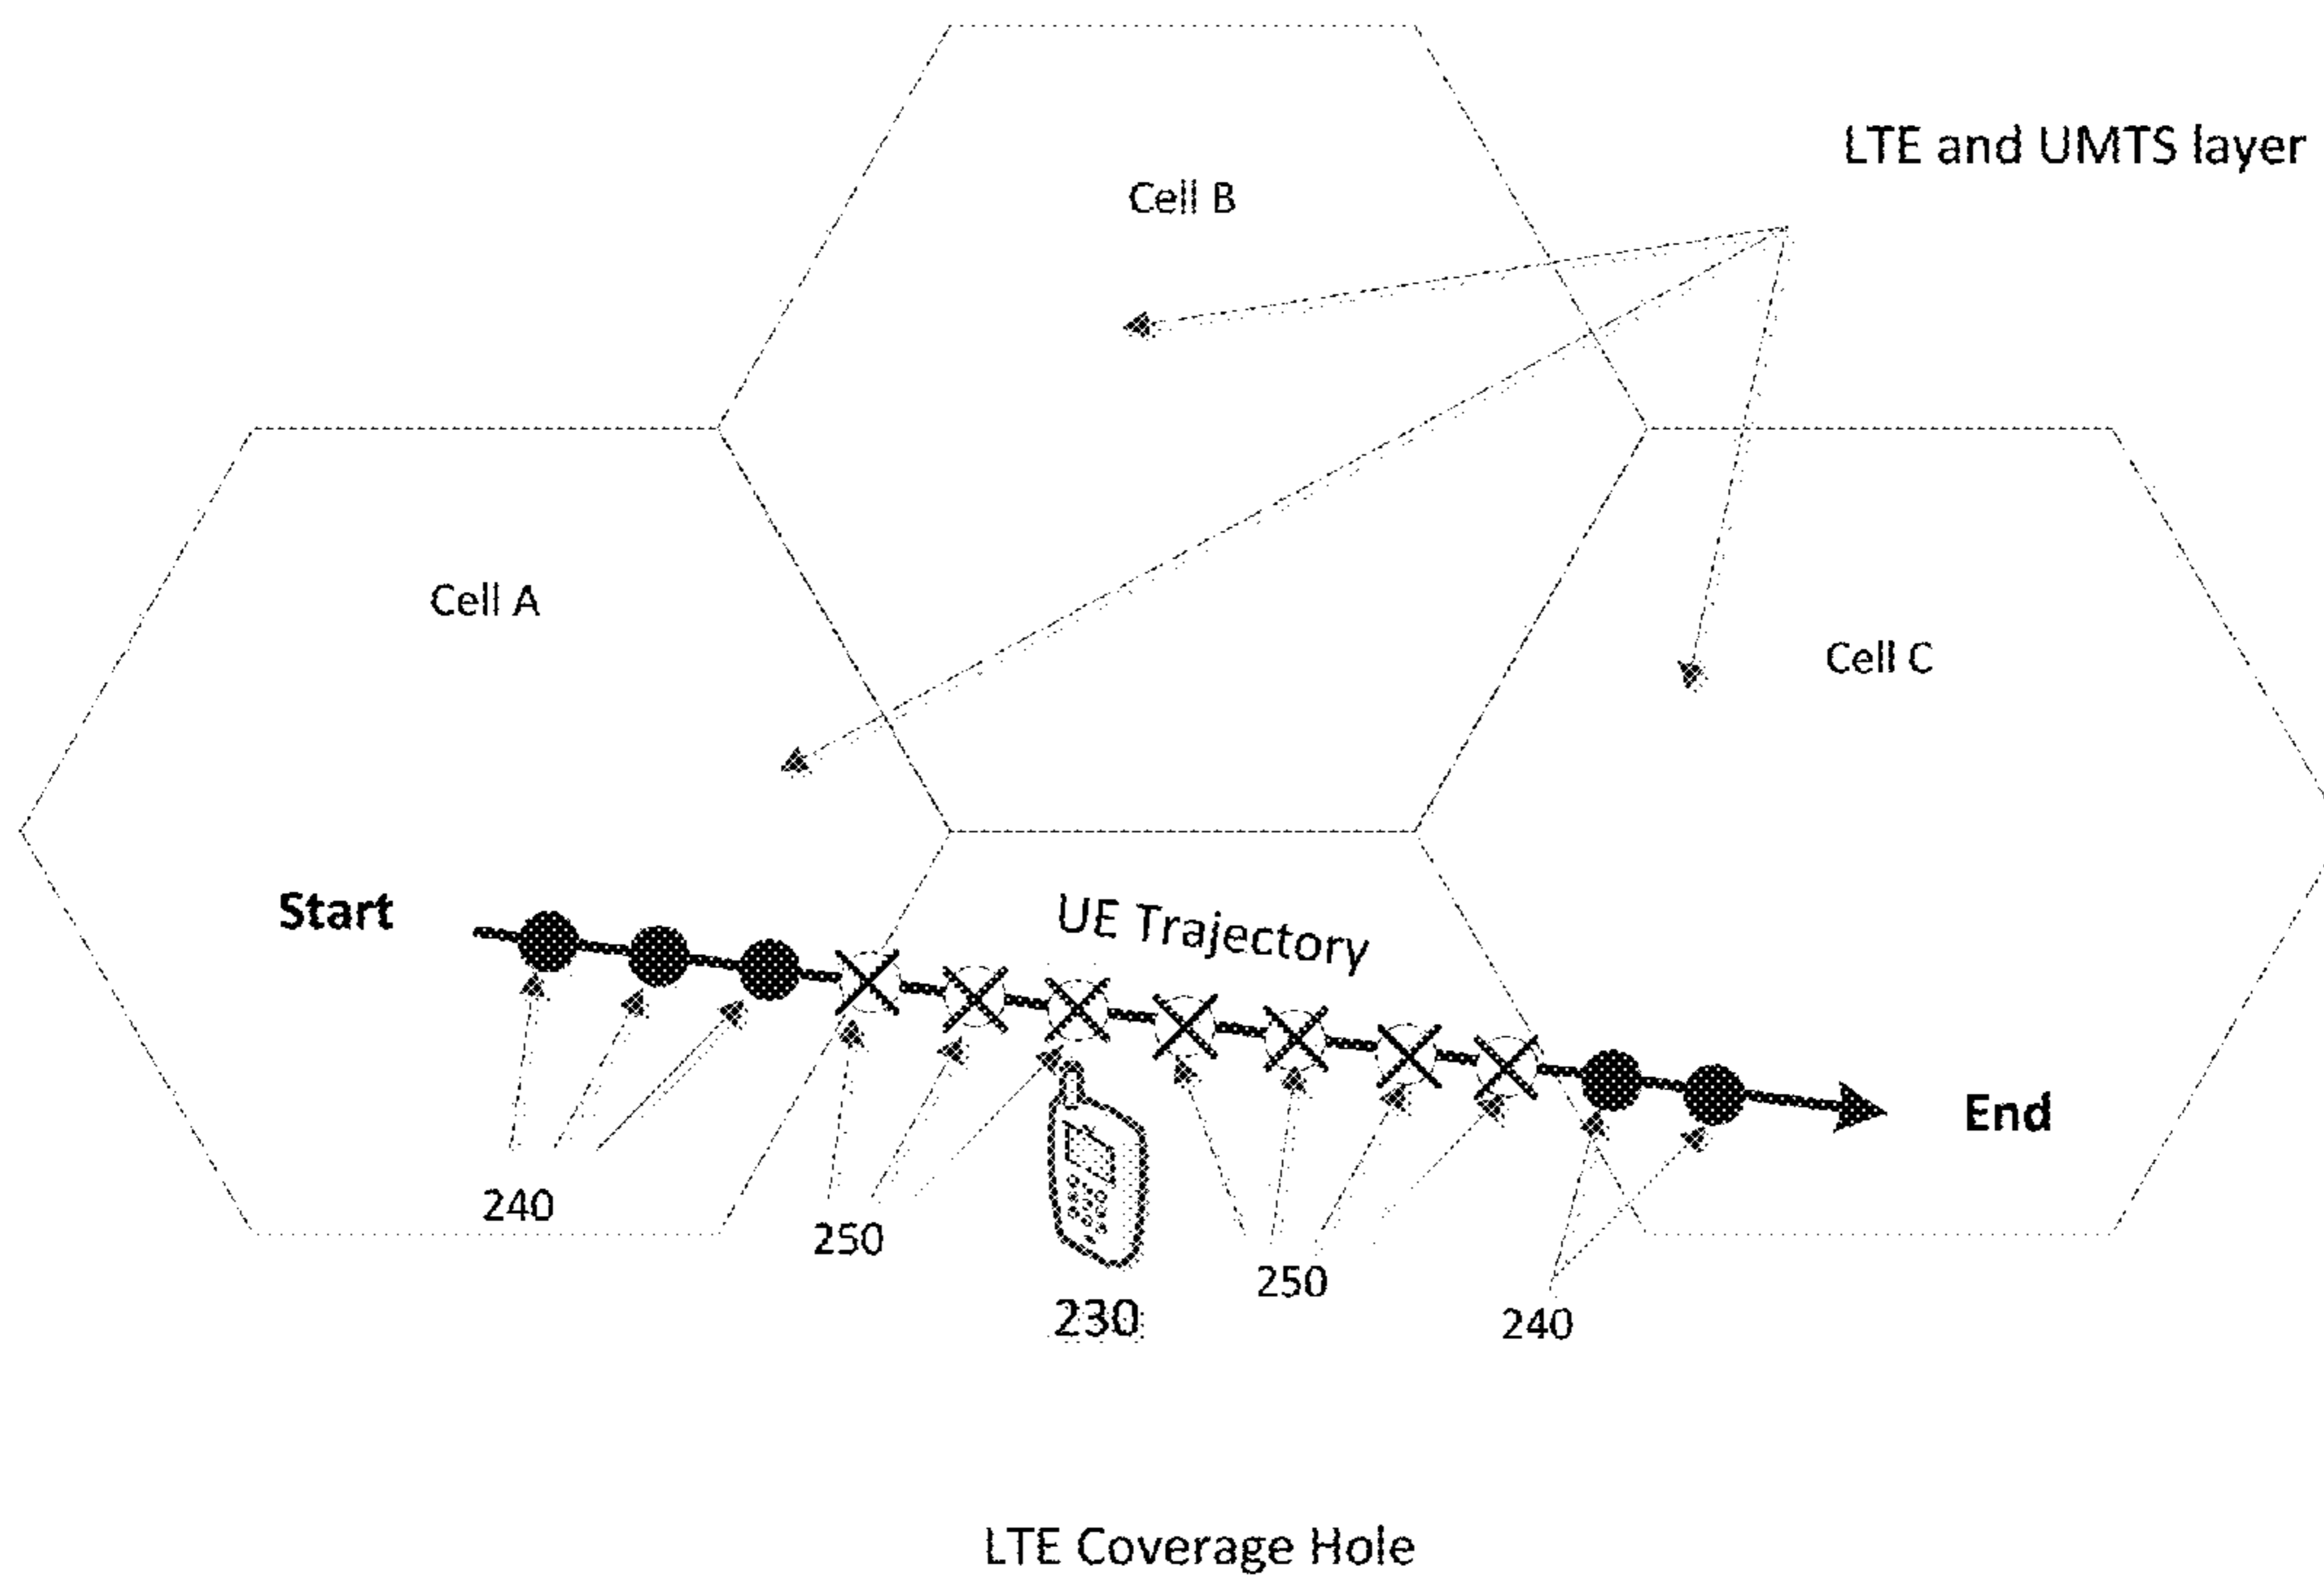 LTE and UMTS layer
Cell B
Cell A
Cell C
Start
UE Trajectory
End
240
250
230
250
240
LTE Coverage Hole